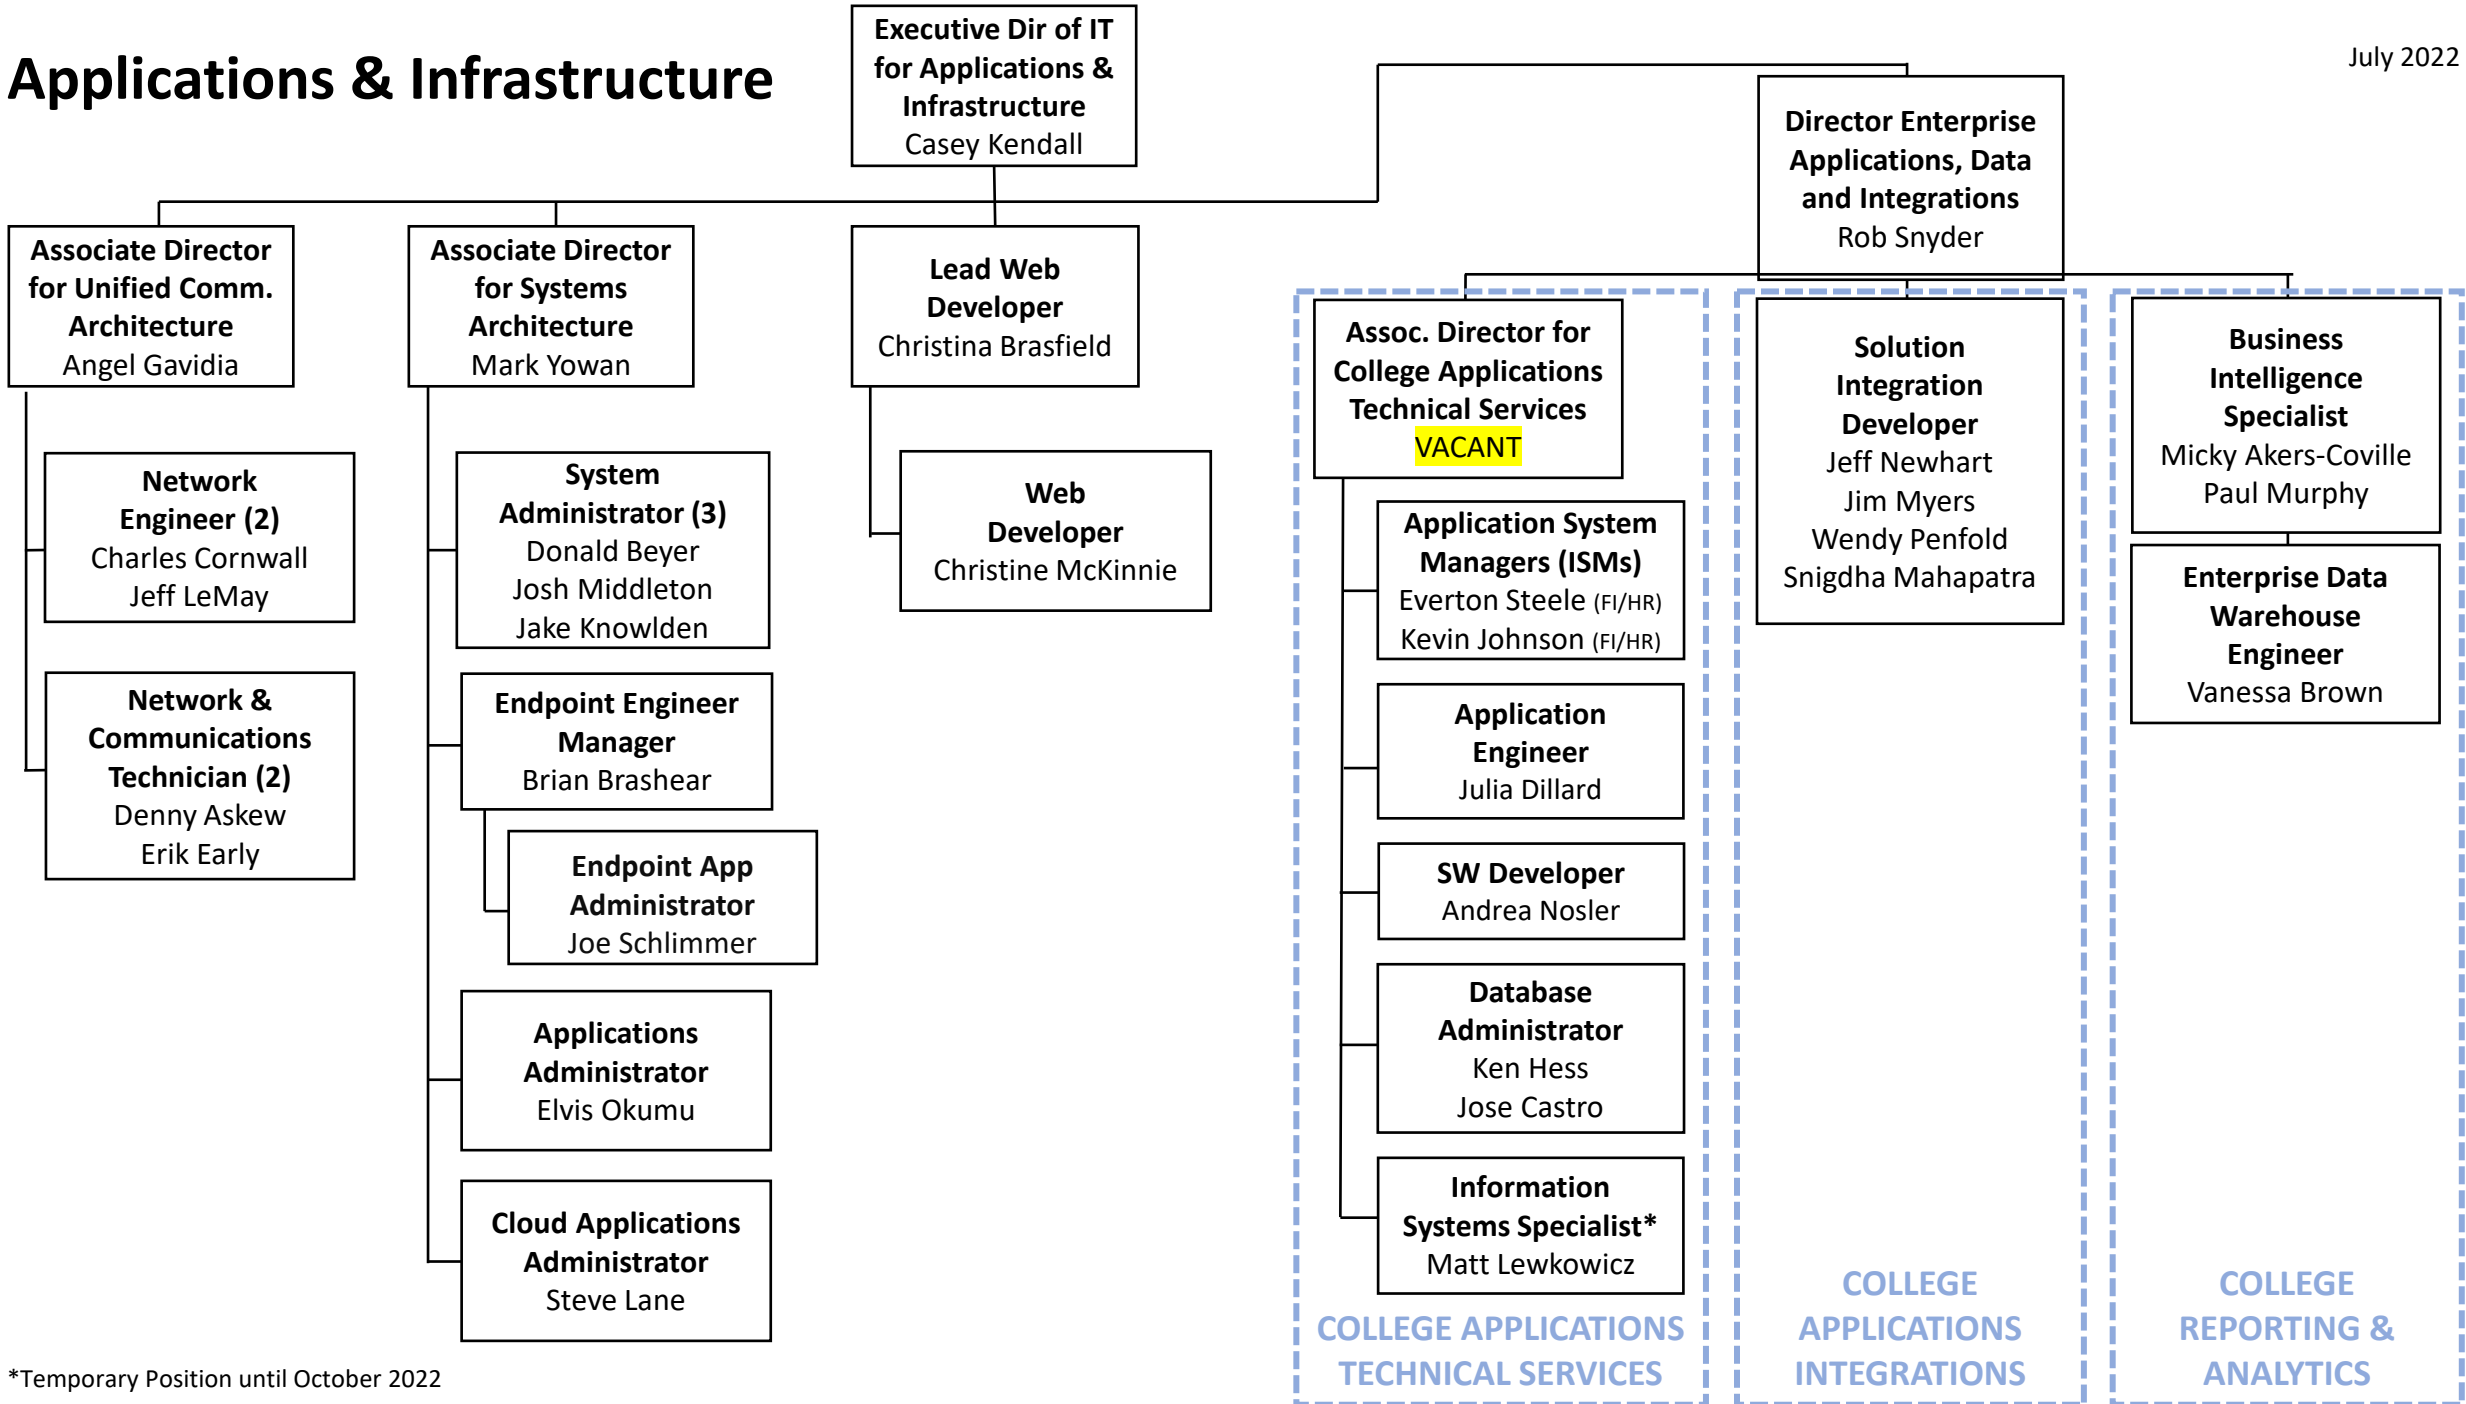 Applications & Infrastructure
July 2022
Executive Dir of IT
for Applications &
Infrastructure
Casey Kendall
Director Enterprise
Applications, Data
and Integrations
Rob Snyder
Associate Director
for Unified Comm.
Architecture
Angel Gavidia
Network
Engineer (2)
Charles Cornwall
Jeff LeMay
Network &
Communications
Technician (2)
Denny Askew
Erik Early
Associate Director
for Systems
Architecture
Mark Yowan
System
Administrator (3)
Donald Beyer
Josh Middleton
Jake Knowlden
Endpoint Engineer
Manager
Brian Brashear
Endpoint App
Administrator
Joe Schlimmer
Applications
Administrator
Elvis Okumu
Cloud Applications
Administrator
Steve Lane
Lead Web
Developer
Christina Brasfield
Web
Developer
Christine McKinnie
Assoc. Director for
College Applications
Technical Services
VACANT
Application System
Managers (ISMs)
Everton Steele (FI/HR)
Kevin Johnson (FI/HR)
Application
Engineer
Julia Dillard
SW Developer
Andrea Nosler
Database
Administrator
Ken Hess
Jose Castro
Information
Systems Specialist*
Matt Lewkowicz
COLLEGE APPLICATIONS
TECHNICAL SERVICES
Solution
Integration
Developer
Jeff Newhart
Jim Myers
Wendy Penfold
Snigdha Mahapatra
COLLEGE
APPLICATIONS
INTEGRATIONS
Business
Intelligence
Specialist
Micky Akers-Coville
Paul Murphy
Enterprise Data
Warehouse
Engineer
Vanessa Brown
COLLEGE
REPORTING &
ANALYTICS
*Temporary Position until October 2022